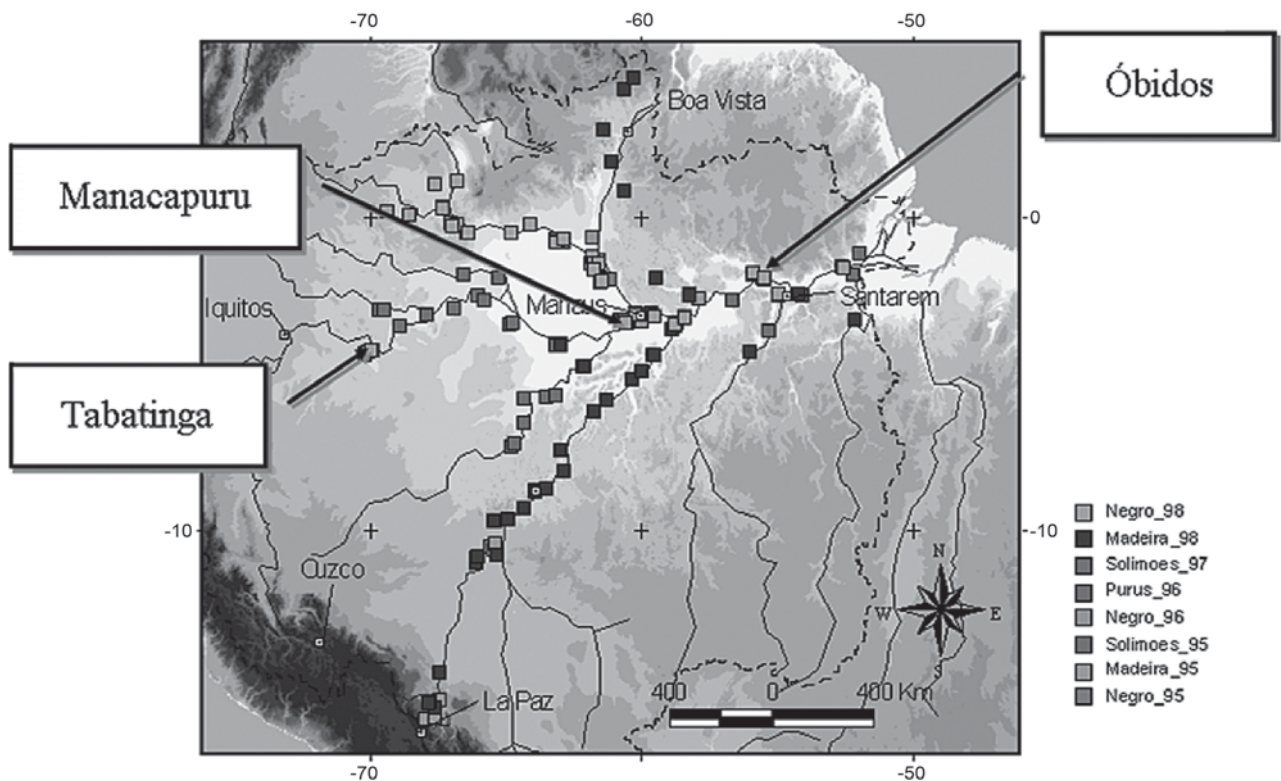 -70
-60
-50
Óbidos
Boa Vista
Manacapuru
-0
Manaus
Santarem
Iquitos
Tabatinga
-10
-10
Cuzco
La Paz
400 0 400 Km
N
W E
S
Negro_98
Madeira_98
Solimoes_97
Purus_96
Negro_96
Solimoes_95
Madeira_95
Negro_95
-70
-60
-50